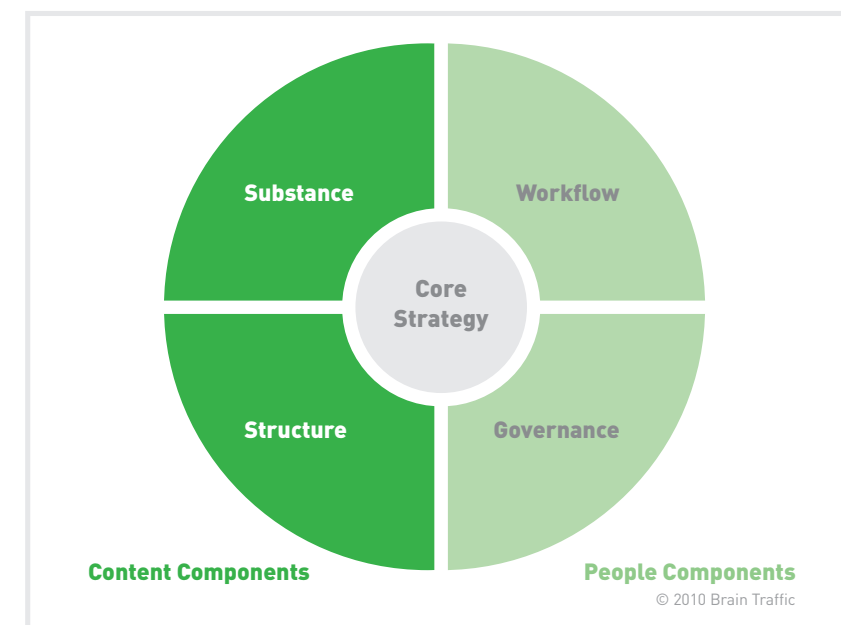 Substance
Workflow
Core
Strategy
Structure
Governance
Content Components
People Components
© 2010 Brain Traffic